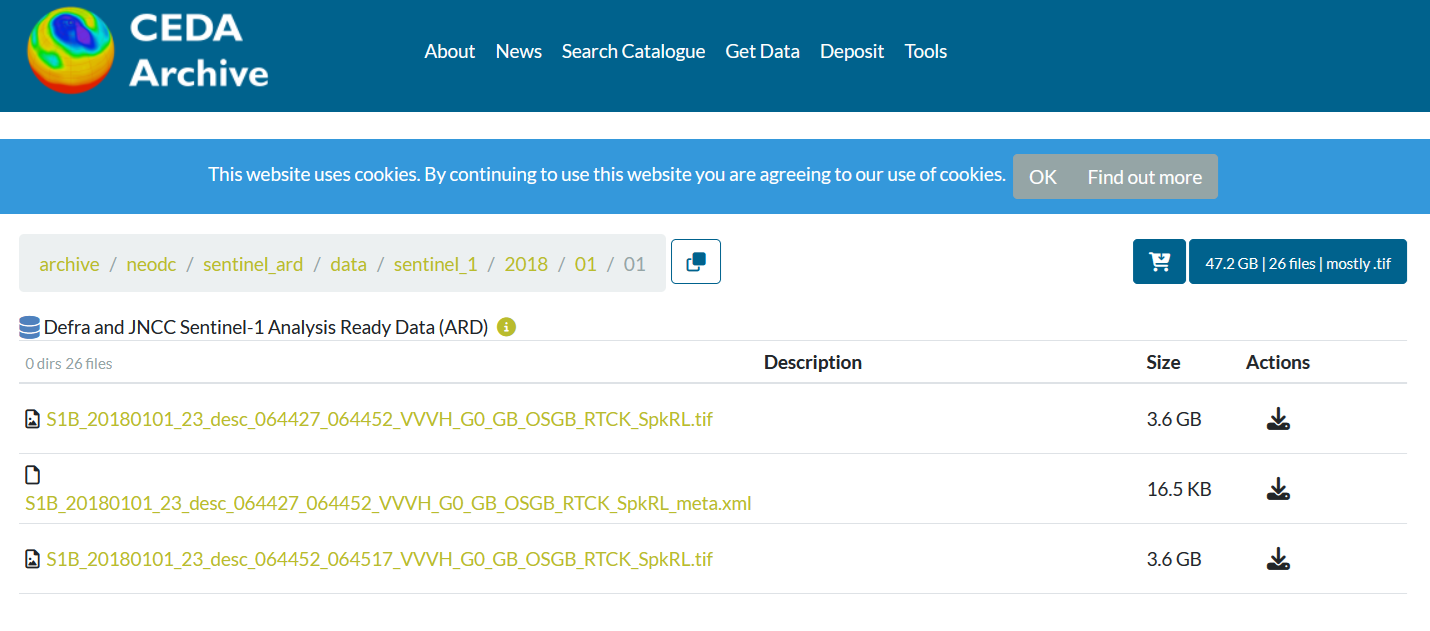 CEDA
Archive
About News Search Catalogue Get Data Deposit Tools
This website uses cookies. By continuing to use this website you are agreeing to our use of cookies. OK Find out more
archive / neodc / sentinel_ard / data / sentinel_1 / 2018 / 01 / 01 47.2 GB | 26 files | mostly .tif
Defra and JNCC Sentinel-1 Analysis Ready Data (ARD)
0 dirs 26 files Description Size Actions
S1B_20180101_23_desc_064427_064452_VVVH_G0_GB_OSGB_RTCK_SpkRL.tif 3.6 GB
S1B_20180101_23_desc_064427_064452_VVVH_G0_GB_OSGB_RTCK_SpkRL_meta.xml 16.5 KB
S1B_20180101_23_desc_064452_064517_VVVH_G0_GB_OSGB_RTCK_SpkRL.tif 3.6 GB